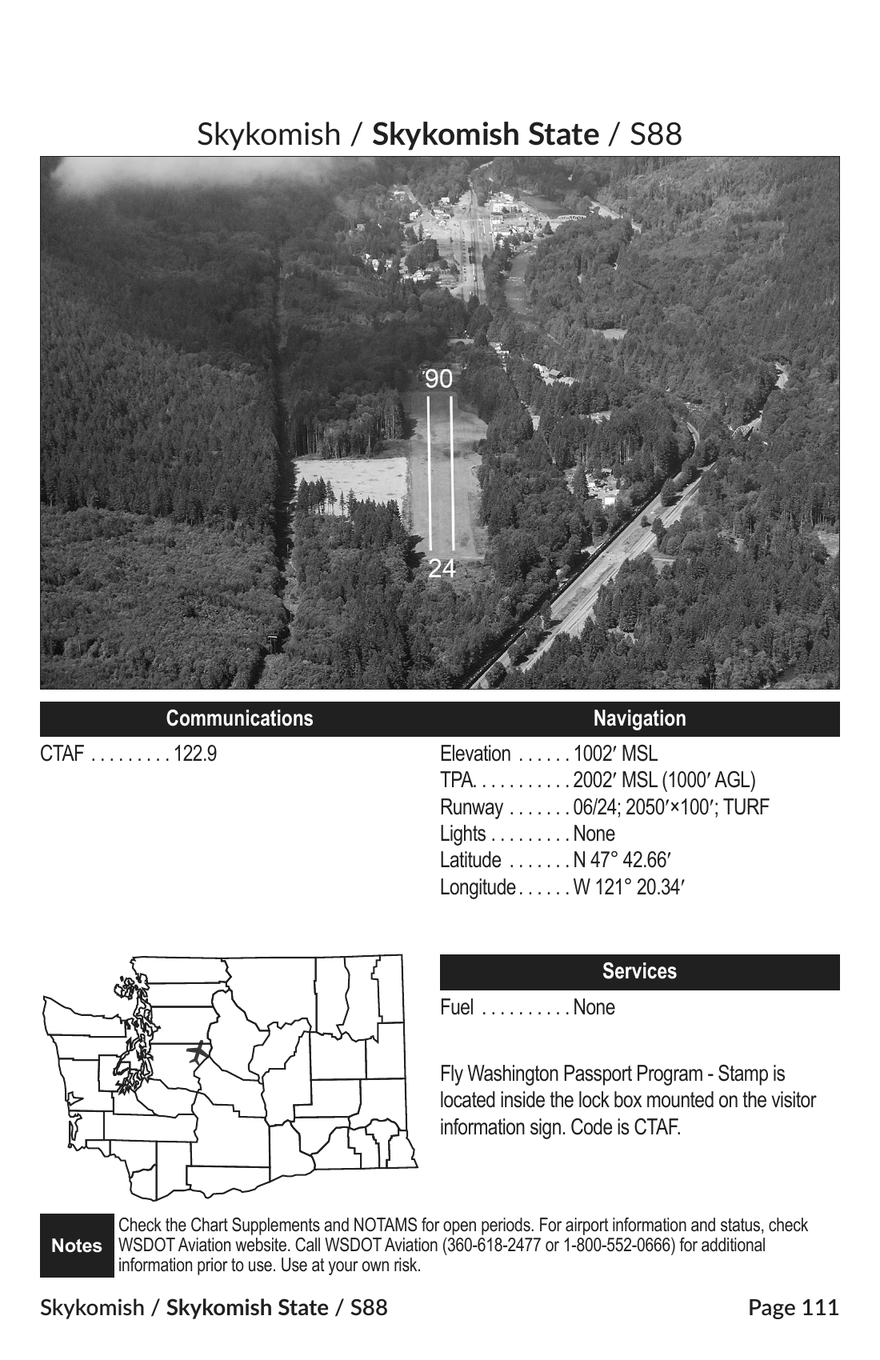 Skykomish / Skykomish State / S88
90
24
Communications
CTAF . . . . . . . . . 122.9
Navigation
Elevation . . . . . . 1002′ MSL
TPA. . . . . . . . . . . 2002′ MSL (1000′ AGL)
Runway . . . . . . . 06/24; 2050′×100′; TURF
Lights . . . . . . . . . None
Latitude . . . . . . . N 47° 42.66′
Longitude . . . . . . W 121° 20.34′
Services
Fuel . . . . . . . . . . None
Fly Washington Passport Program - Stamp is
located inside the lock box mounted on the visitor
information sign. Code is CTAF.
Notes
Check the Chart Supplements and NOTAMS for open periods. For airport information and status, check
WSDOT Aviation website. Call WSDOT Aviation (360-618-2477 or 1-800-552-0666) for additional
information prior to use. Use at your own risk.
Skykomish / Skykomish State / S88
Page 111